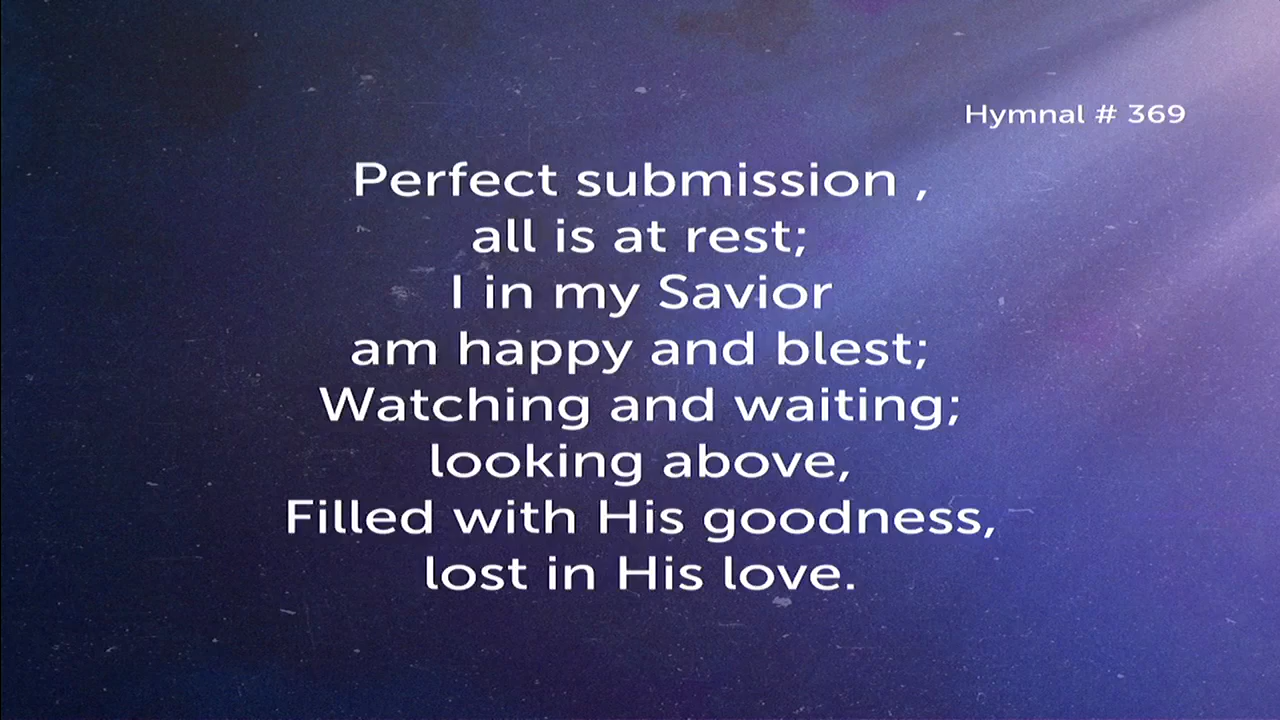 Hymnal # 369
Perfect submission ,
all is at rest;
I in my Savior
am happy and blest;
Watching and waiting;
looking above,
Filled with His goodness,
lost in His love.